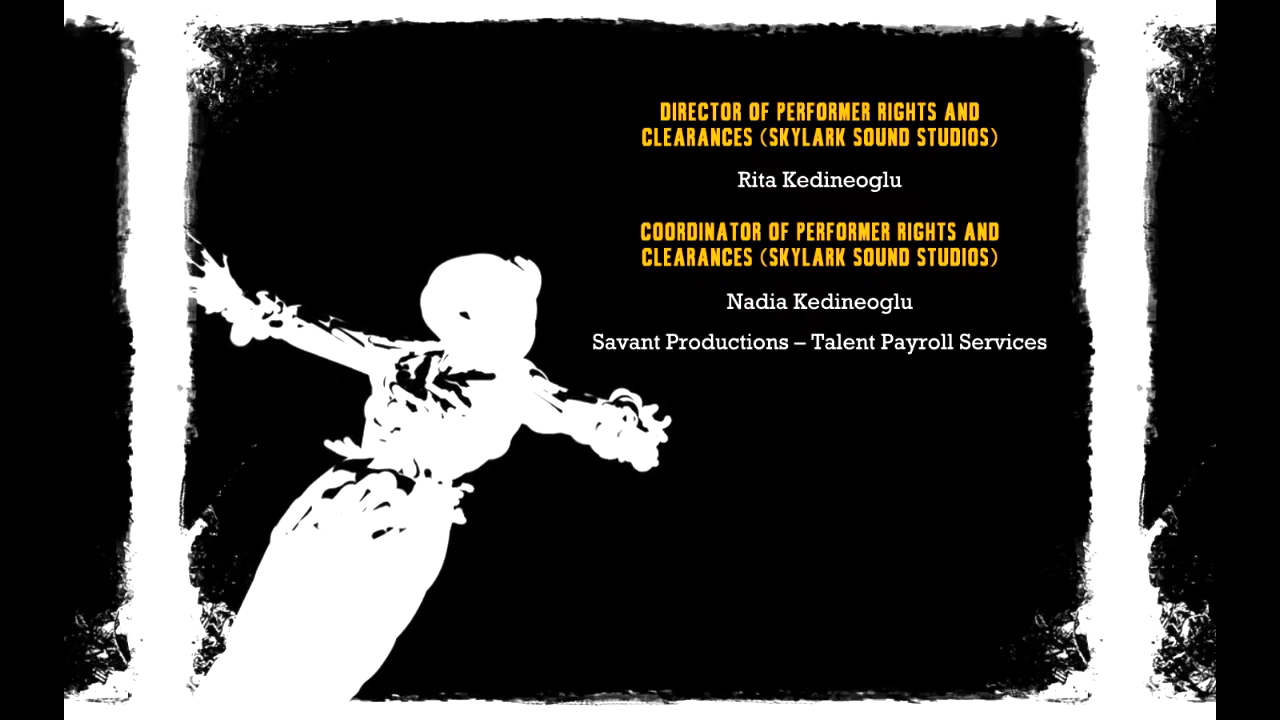 DIRECTOR OF PERFORMER RIGHTS AND
CLEARANCES (SKYLARK SOUND STUDIOS)
Rita Kedineoglu
COORDINATOR OF PERFORMER RIGHTS AND
CLEARANCES (SKYLARK SOUND STUDIOS)
Nadia Kedineoglu
Savant Productions – Talent Payroll Services